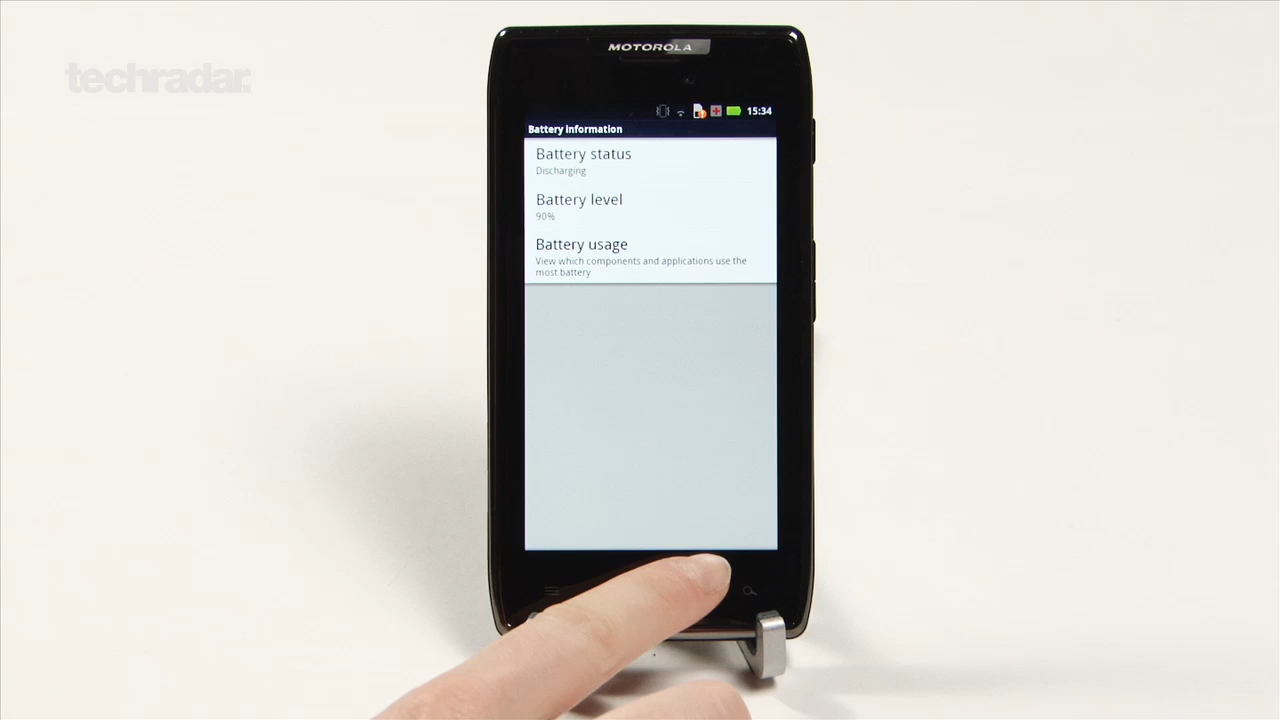 techradar.
MOTOROLA
15:34
Battery information
Battery status
Discharging
Battery level
90%
Battery usage
View which components and applications use the
most battery